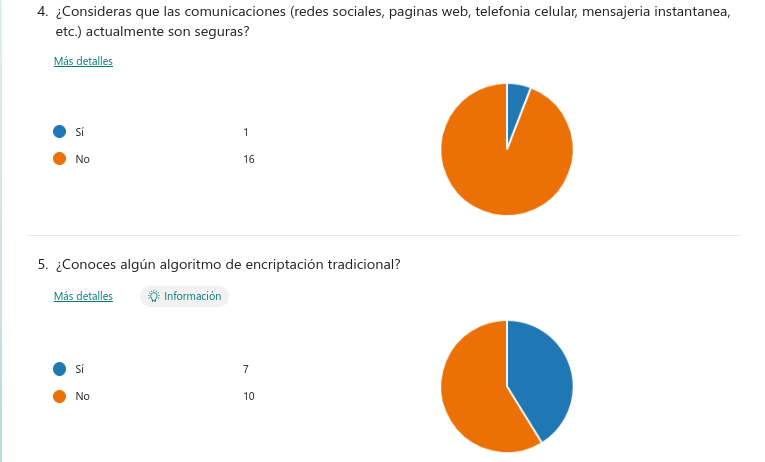 4. ¿Consideras que las comunicaciones (redes sociales, paginas web, telefonia celular, mensajeria instantanea,
etc.) actualmente son seguras?
Más detalles
Sí 1
No 16
5. ¿Conoces algún algoritmo de encriptación tradicional?
Más detalles Información
Sí 7
No 10